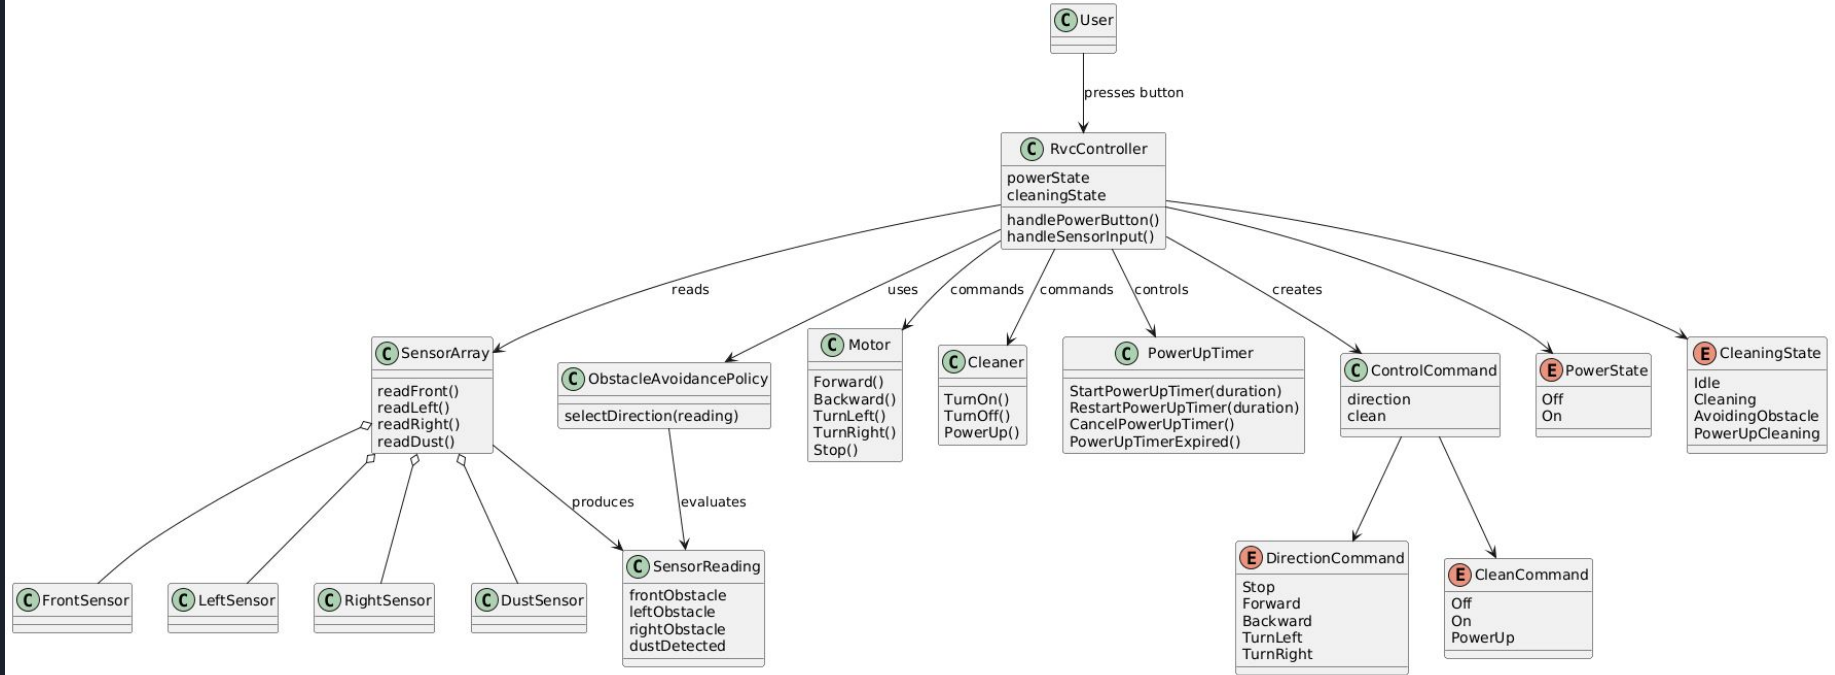 C User
presses button
C RvcController
powerState
cleaningState
handlePowerButton()
handleSensorInput()
reads
uses
commands
commands
controls
creates
C SensorArray
readFront()
readLeft()
readRight()
readDust()
C ObstacleAvoidancePolicy
selectDirection(reading)
C Motor
Forward()
Backward()
TurnLeft()
TurnRight()
Stop()
C Cleaner
TurnOn()
TurnOff()
PowerUp()
C PowerUpTimer
StartPowerUpTimer(duration)
RestartPowerUpTimer(duration)
CancelPowerUpTimer()
PowerUpTimerExpired()
C ControlCommand
direction
clean
E PowerState
Off
On
E CleaningState
Idle
Cleaning
AvoidingObstacle
PowerUpCleaning
produces
evaluates
C FrontSensor
C LeftSensor
C RightSensor
C DustSensor
C SensorReading
frontObstacle
leftObstacle
rightObstacle
dustDetected
E DirectionCommand
Stop
Forward
Backward
TurnLeft
TurnRight
E CleanCommand
Off
On
PowerUp